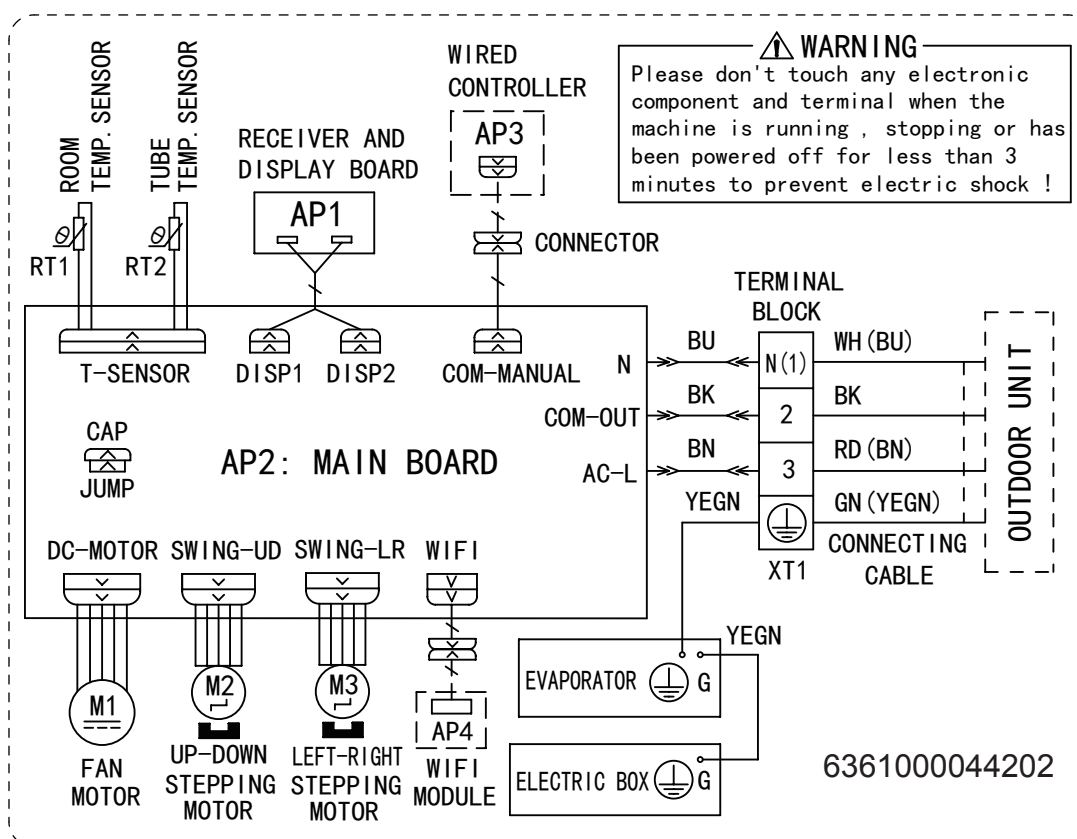 ROOM
TEMP. SENSOR
TUBE
TEMP. SENSOR
RT1
RT2
RECEIVER AND
DISPLAY BOARD
AP1
WIRED
CONTROLLER
AP3
CONNECTOR
WARNING
Please don't touch any electronic
component and terminal when the
machine is running , stopping or has
been powered off for less than 3
minutes to prevent electric shock !
T-SENSOR
DISP1
DISP2
COM-MANUAL
N
COM-OUT
AC-L
CAP
JUMP
AP2: MAIN BOARD
BU
BK
BN
YEGN
TERMINAL
BLOCK
N(1)
2
3
XT1
WH(BU)
BK
RD(BN)
GN(YEGN)
CONNECTING
CABLE
OUTDOOR UNIT
DC-MOTOR
SWING-UD
SWING-LR
WIFI
M1
FAN
MOTOR
M2
UP-DOWN
STEPPING
MOTOR
M3
LEFT-RIGHT
STEPPING
MOTOR
AP4
WIFI
MODULE
YEGN
EVAPORATOR
G
ELECTRIC BOX
G
6361000044202